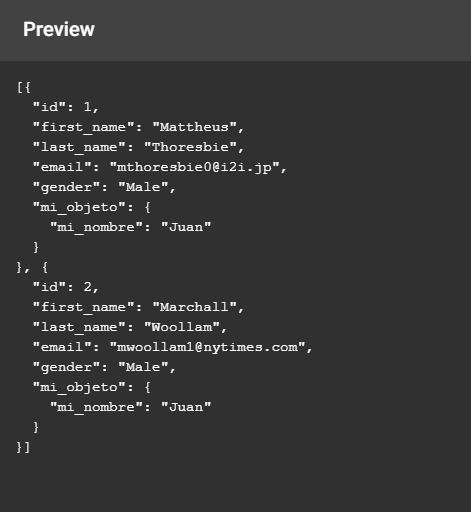 Preview
[{
  "id": 1,
  "first_name": "Mattheus",
  "last_name": "Thoresbie",
  "email": "mthoresbie0@i2i.jp",
  "gender": "Male",
  "mi_objeto": {
    "mi_nombre": "Juan"
  }
}, {
  "id": 2,
  "first_name": "Marchall",
  "last_name": "Woollam",
  "email": "mwoollam1@nytimes.com",
  "gender": "Male",
  "mi_objeto": {
    "mi_nombre": "Juan"
  }
}]